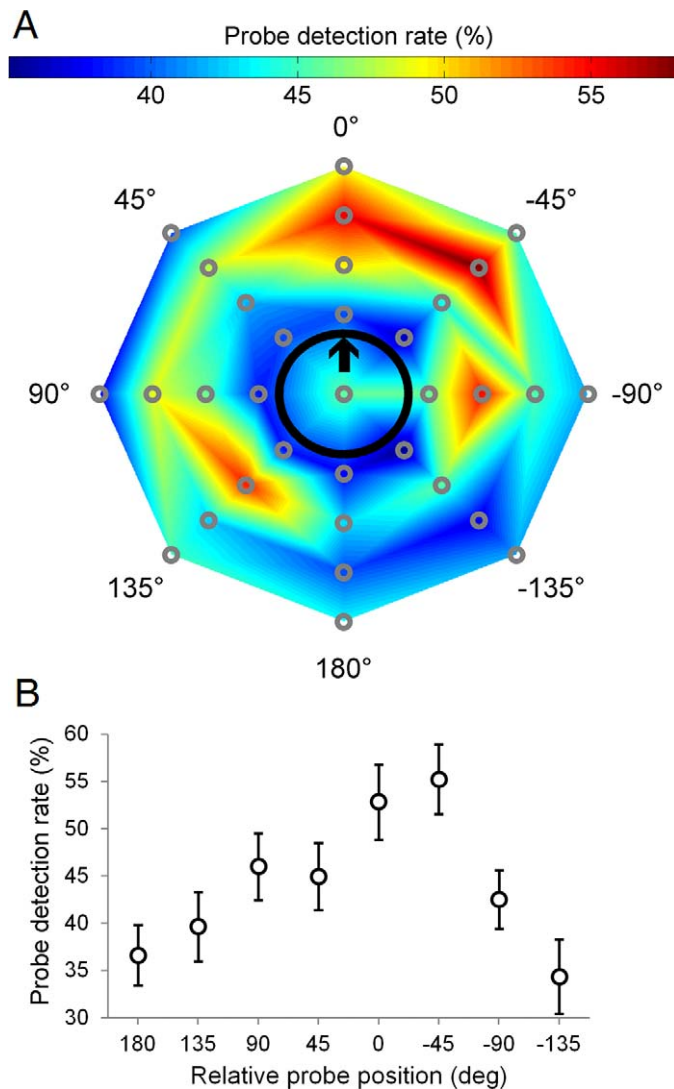 A
Probe detection rate (%)
40 45 50 55
0°
45° -45°
90° -90°
135° -135°
180°
B
60
55
50
45
40
35
30
Probe detection rate (%)
180 135 90 45 0 -45 -90 -135
Relative probe position (deg)